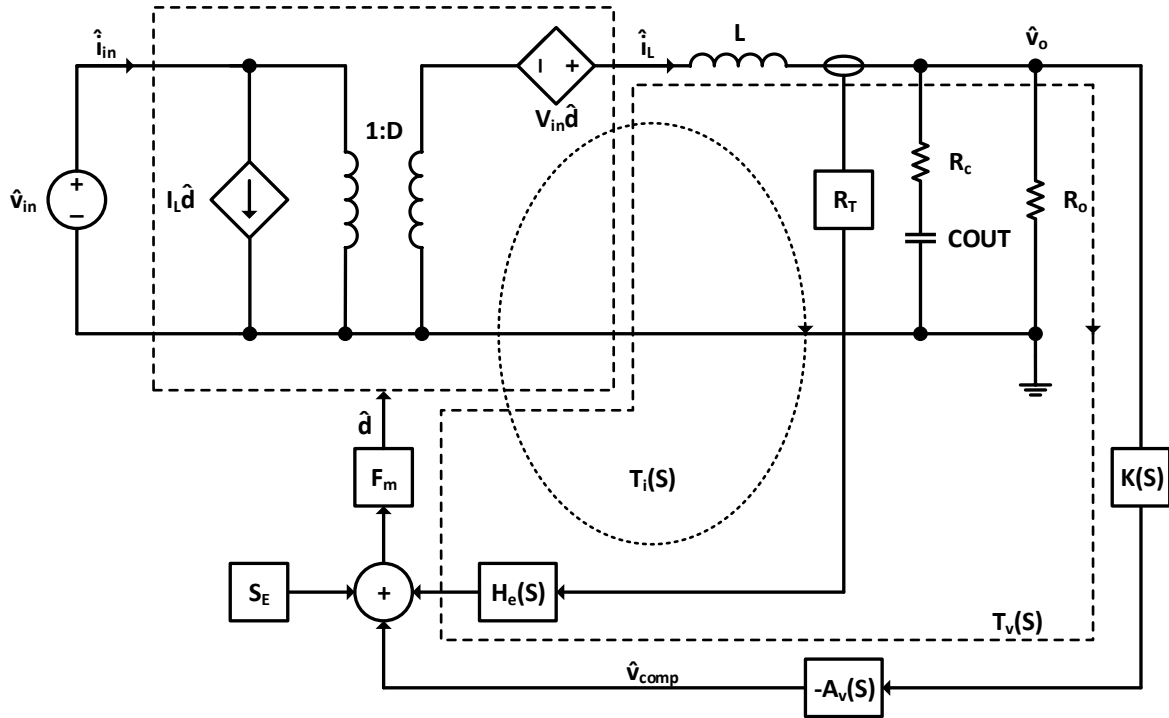 î_in
î_L
L
v̂_o
+
−
v̂_in
I_Ld̂
1:D
− +
V_ind̂
R_T
R_c
COUT
R_o
d̂
F_m
T_i(S)
K(S)
S_E
+
H_e(S)
T_v(S)
v̂_comp
-A_v(S)